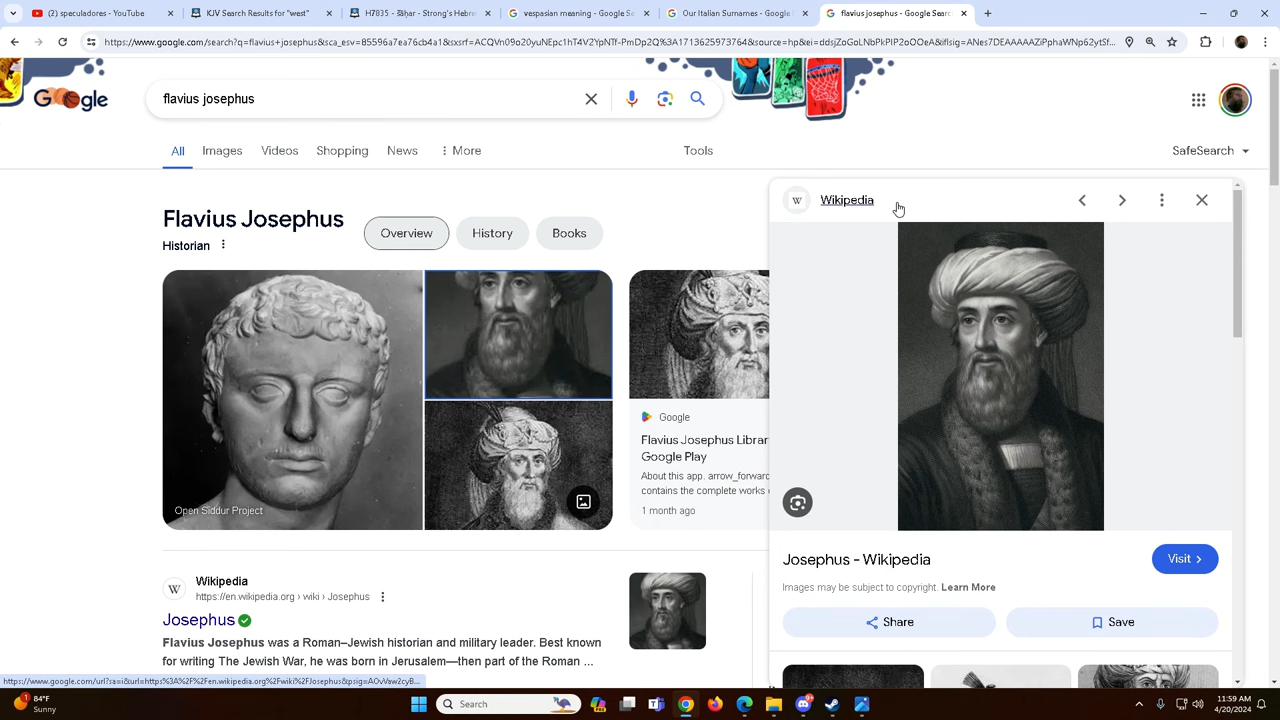 (2) speculadores - YouTub
KJV Search Results for "west"
H7835 - šāḥar - Strong's Hebre
vespasian meaning - Google Se
Our Italian Surnames - Google
flavius josephus - Google Sear
Google
flavius josephus
All
Images
Videos
Shopping
News
More
Tools
SafeSearch
Flavius Josephus
Historian
Overview
History
Books
Open Siddur Project
Google
Flavius Josephus Librar
Google Play
About this app. arrow_forward
contains the complete works
1 month ago
Wikipedia
https://en.wikipedia.org › wiki › Josephus
Josephus
Flavius Josephus was a Roman–Jewish historian and military leader. Best known
for writing The Jewish War, he was born in Jerusalem—then part of the Roman ...
W
Wikipedia
Josephus - Wikipedia
Visit
Images may be subject to copyright. Learn More
Share
Save
84°F
Sunny
Search
11:59 AM
4/20/2024